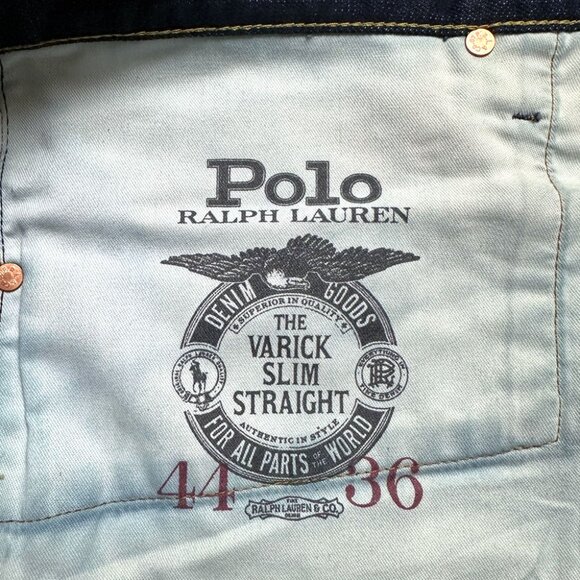 Polo
RALPH LAUREN
DENIM GOODS
SUPERIOR IN QUALITY
THE
VARICK
SLIM
STRAIGHT
AUTHENTIC IN STYLE
FOR ALL PARTS OF THE WORLD
44 36
THE
RALPH LAUREN & CO.